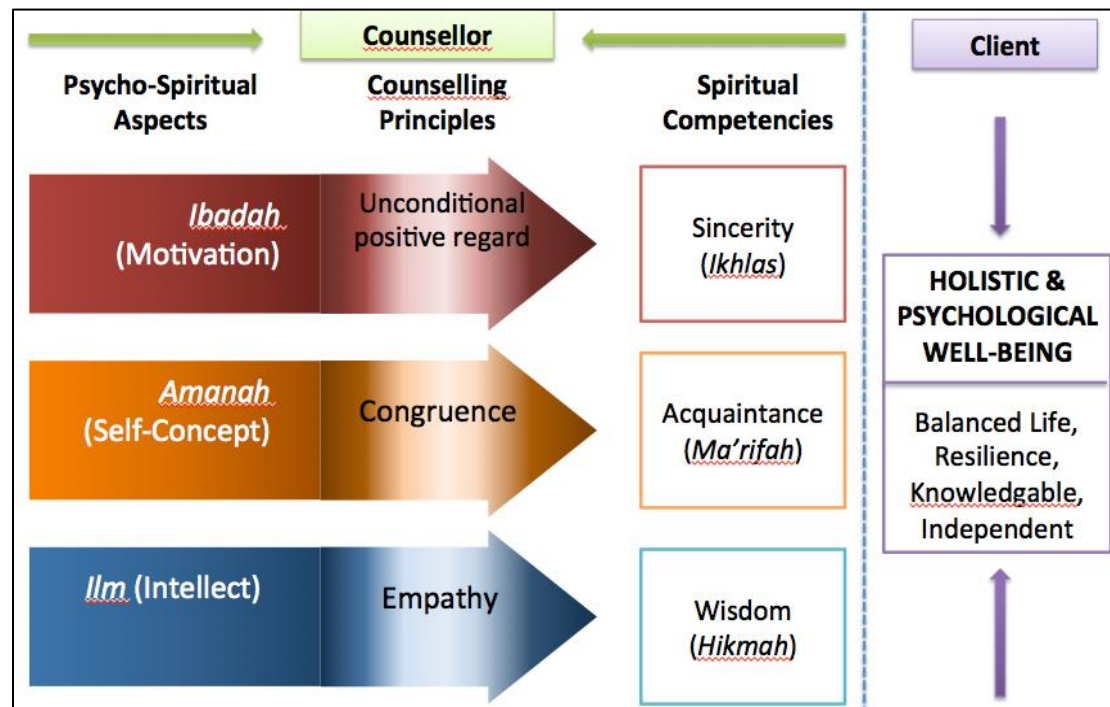 Counsellor
Client
Psycho-Spiritual
Aspects
Counselling
Principles
Spiritual
Competencies
Ibadah
(Motivation)
Unconditional
positive regard
Sincerity
(Ikhlas)
Amanah
(Self-Concept)
Congruence
Acquaintance
(Ma’rifah)
Ilm (Intellect)
Empathy
Wisdom
(Hikmah)
HOLISTIC &
PSYCHOLOGICAL
WELL-BEING
Balanced Life,
Resilience,
Knowledgable,
Independent